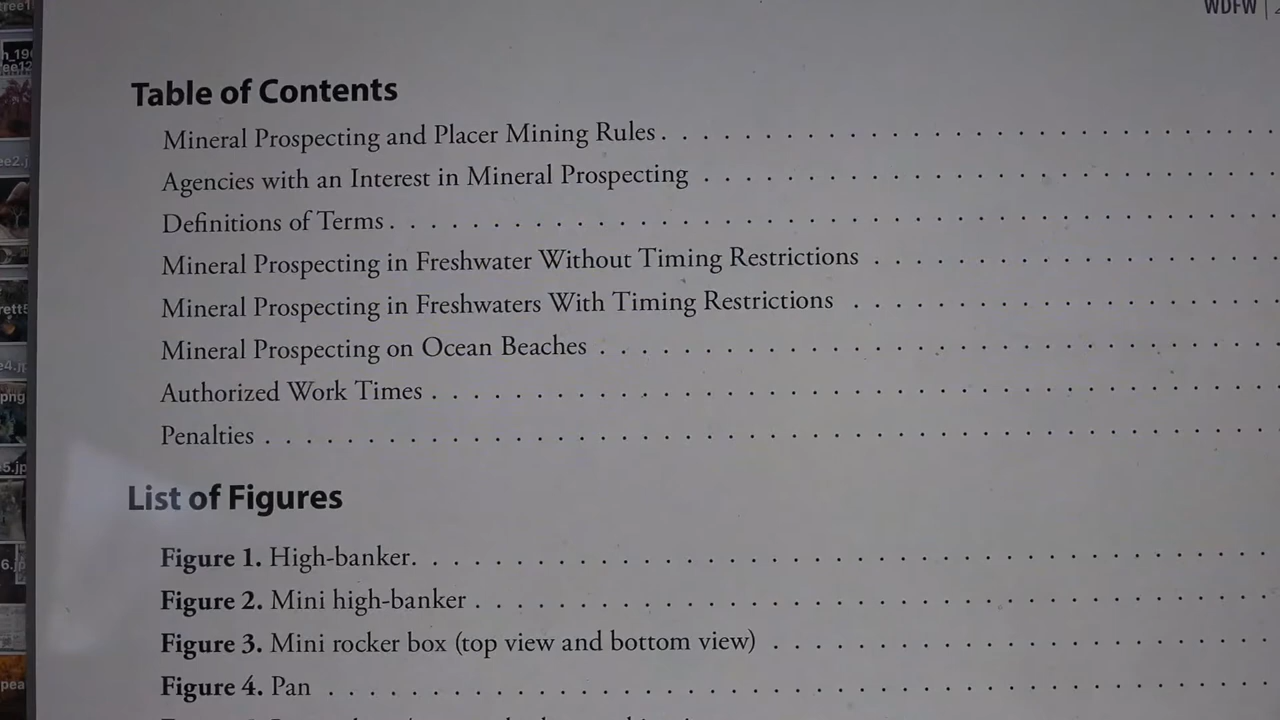 WDFW |
Table of Contents
Mineral Prospecting and Placer Mining Rules
Agencies with an Interest in Mineral Prospecting
Definitions of Terms
Mineral Prospecting in Freshwater Without Timing Restrictions
Mineral Prospecting in Freshwaters With Timing Restrictions
Mineral Prospecting on Ocean Beaches
Authorized Work Times
Penalties
List of Figures
Figure 1. High-banker
Figure 2. Mini high-banker
Figure 3. Mini rocker box (top view and bottom view)
Figure 4. Pan